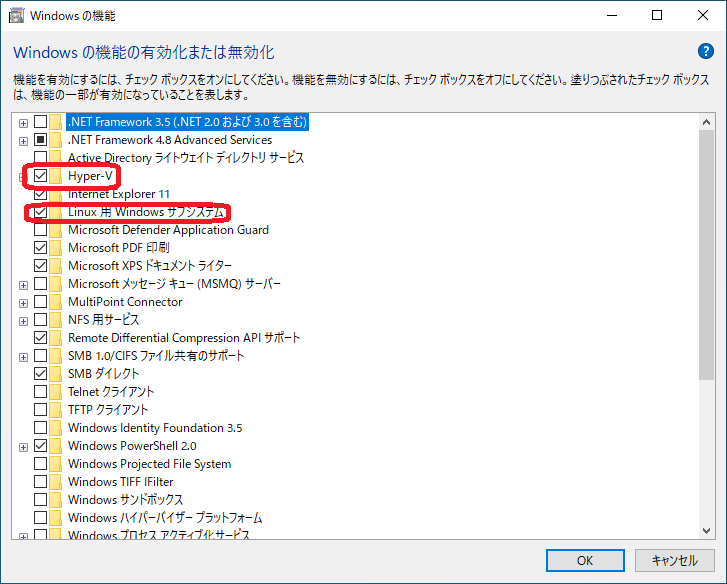 Windows の機能
Windows の機能の有効化または無効化
機能を有効にするには、チェック ボックスをオンにしてください。機能を無効にするには、チェック ボックスをオフにしてください。塗りつぶされたチェック ボックス
は、機能の一部が有効になっていることを表します。
.NET Framework 3.5 (.NET 2.0 および 3.0 を含む)
.NET Framework 4.8 Advanced Services
Active Directory ライトウェイト ディレクトリ サービス
Hyper-V
Internet Explorer 11
Linux 用 Windows サブシステム
Microsoft Defender Application Guard
Microsoft PDF 印刷
Microsoft XPS ドキュメント ライター
Microsoft メッセージ キュー (MSMQ) サーバー
MultiPoint Connector
NFS 用サービス
Remote Differential Compression API サポート
SMB 1.0/CIFS ファイル共有のサポート
SMB ダイレクト
Telnet クライアント
TFTP クライアント
Windows Identity Foundation 3.5
Windows PowerShell 2.0
Windows Projected File System
Windows TIFF IFilter
Windows サンドボックス
Windows ハイパーバイザー プラットフォーム
Windows プロセス アクティブ化サービス
OK
キャンセル